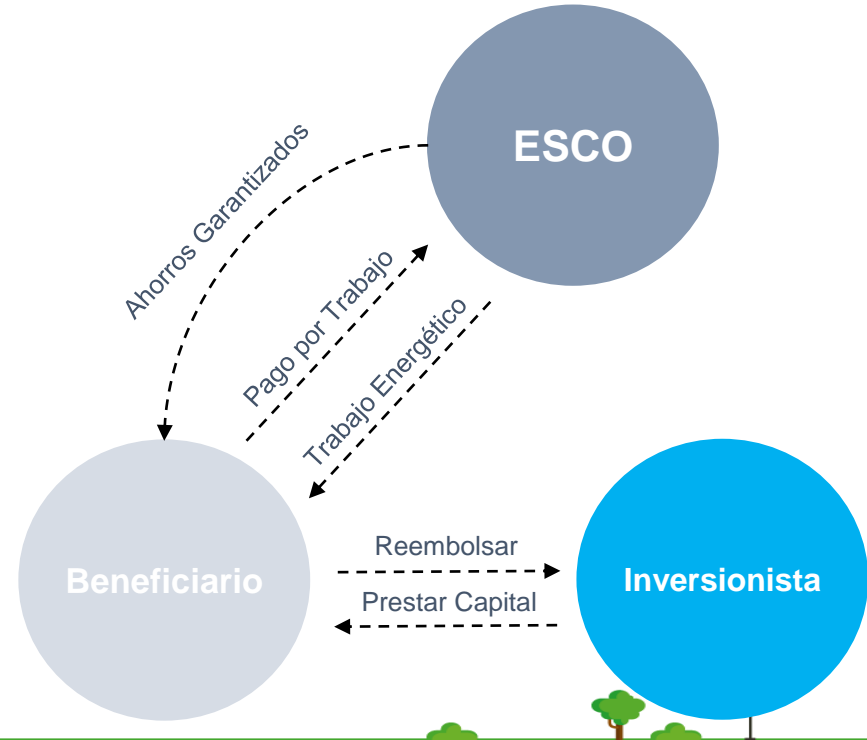 ESCO
Ahorros Garantizados
Pago por Trabajo
Trabajo Energético
Beneficiario
Reembolsar
Prestar Capital
Inversionista